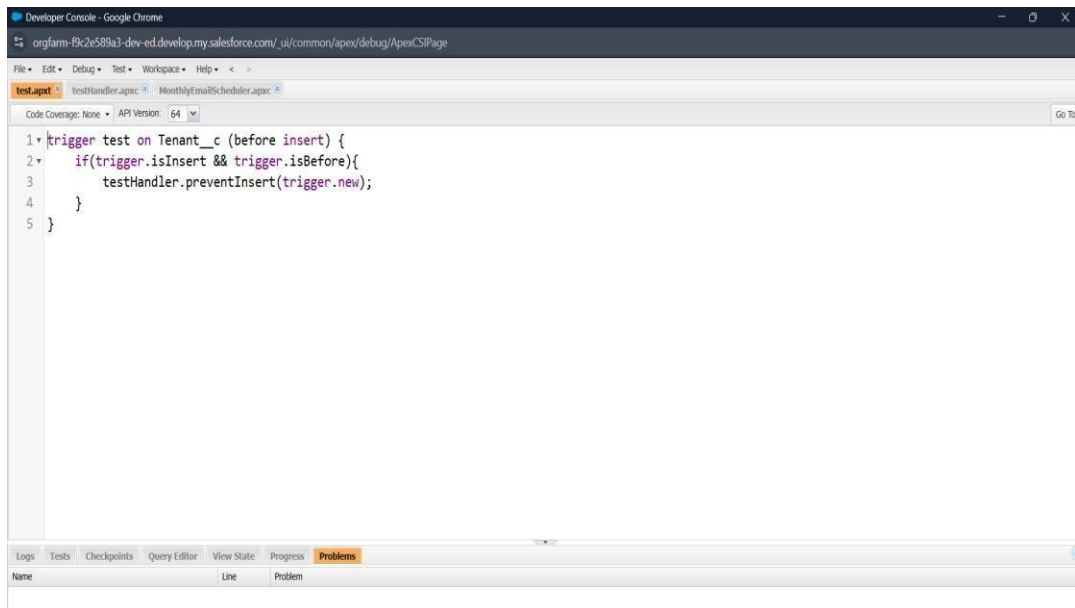 Developer Console - Google Chrome
orgfarm-f9c2e589a3-dev-ed.develop.my.salesforce.com/_ui/common/apex/debug/ApexCSIPage
File Edit Debug Test Workspace Help < >
test.apxt testHandler.apxc MonthlyEmailScheduler.apxc
Code Coverage: None API Version: 64 Go To
1 trigger test on Tenant__c (before insert) {
2 if(trigger.isInsert && trigger.isBefore){
3 testHandler.preventInsert(trigger.new);
4 }
5 }
Logs Tests Checkpoints Query Editor View State Progress Problems
Name Line Problem